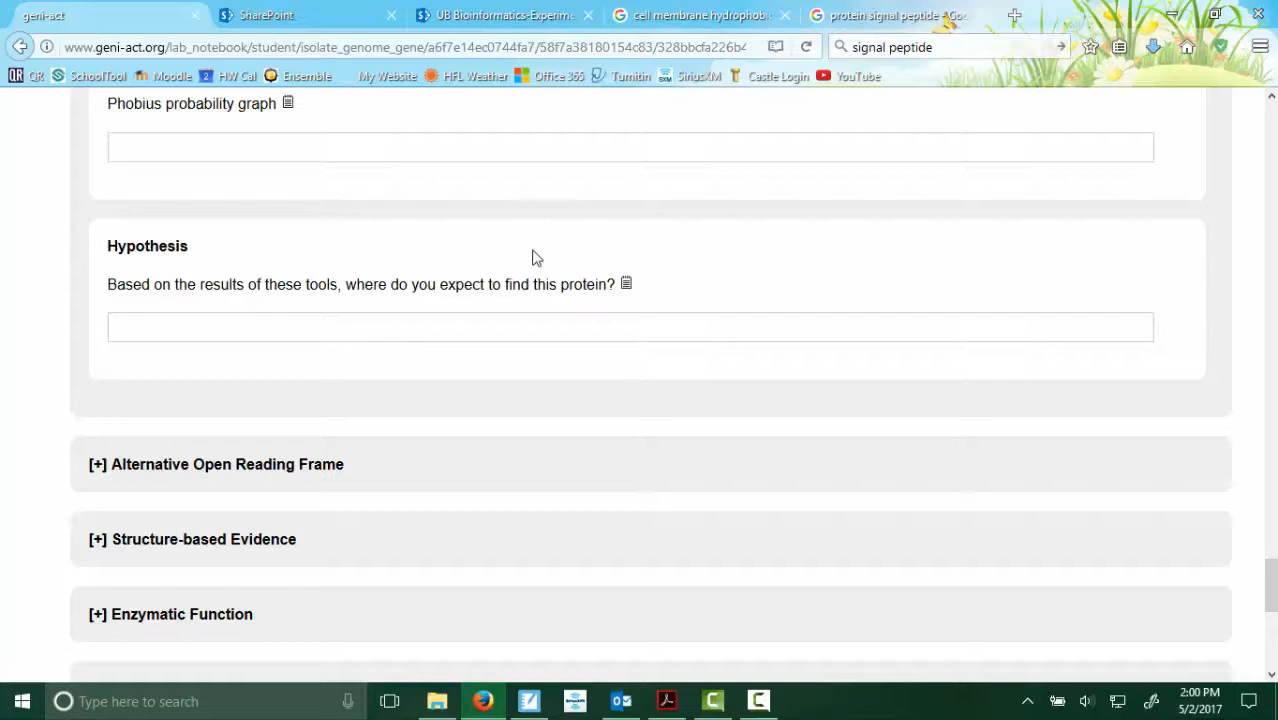 geni-act
SharePoint
UB Bioinformatics-Experime
cell membrane hydrophobi
protein signal peptide - Goo
www.geni-act.org/lab_notebook/student/isolate_genome_gene/a6f7e14ec0744fa7/58f7a38180154c83/328bbcfa226b4
signal peptide
QR
SchoolTool
Moodle
HW Cal
Ensemble
My Website
HFL Weather
Office 365
Turnitin
SiriusXM
Castle Login
YouTube
Phobius probability graph
Hypothesis
Based on the results of these tools, where do you expect to find this protein?
[+] Alternative Open Reading Frame
[+] Structure-based Evidence
[+] Enzymatic Function
Type here to search
2:00 PM
5/2/2017